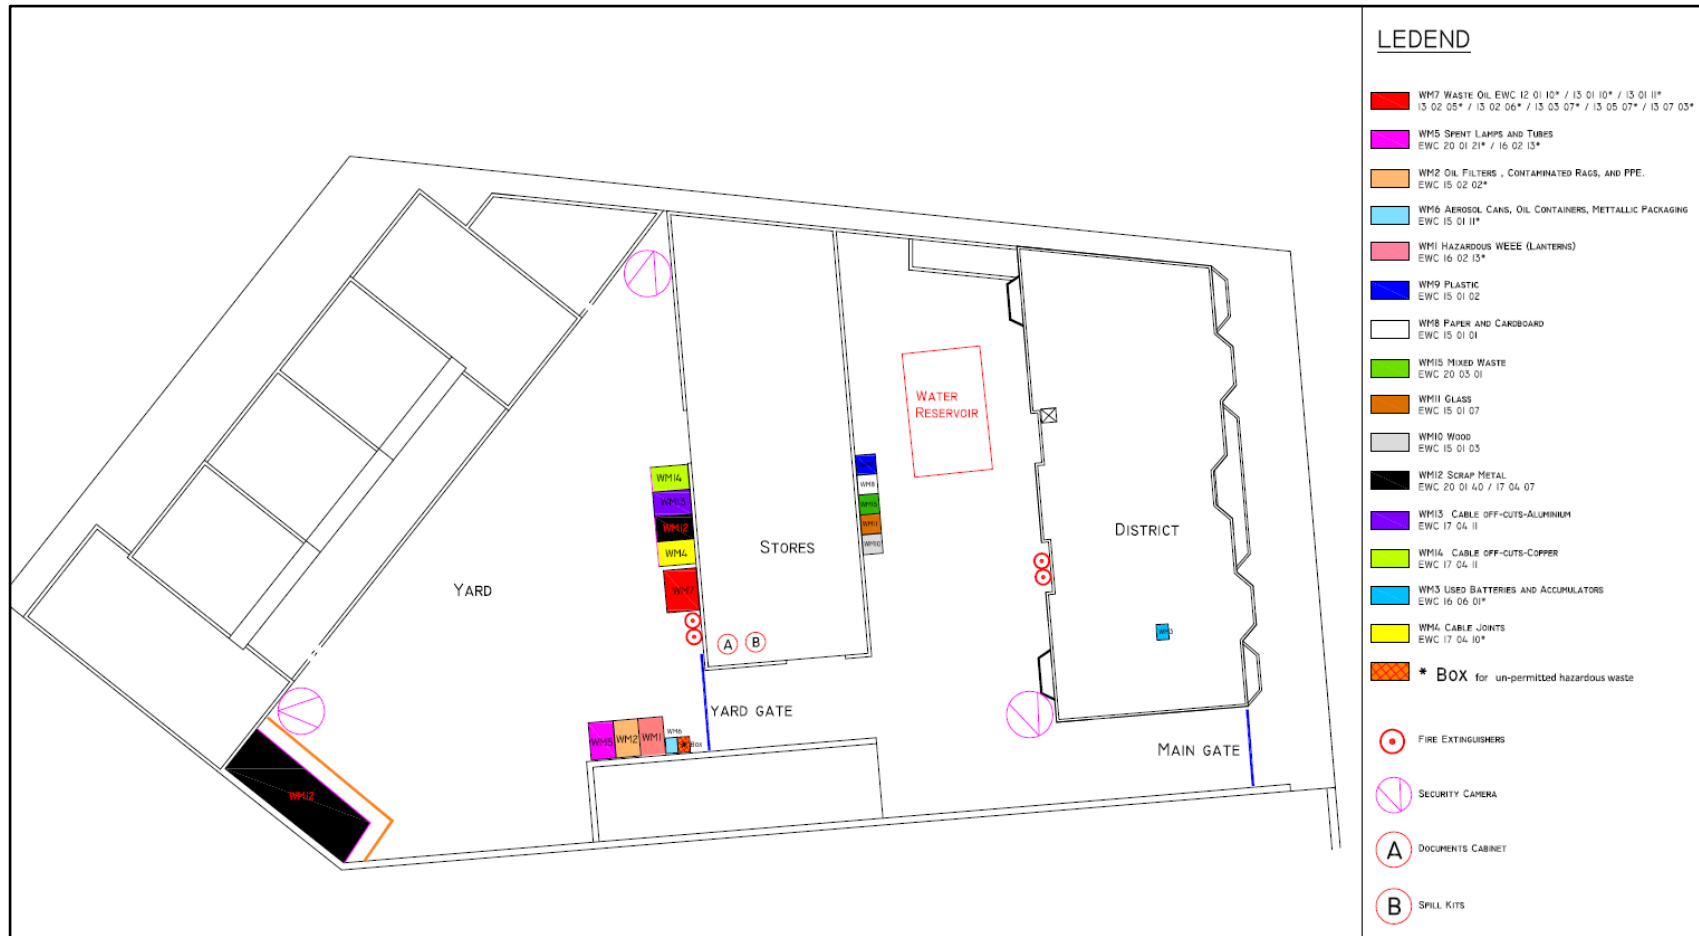 WM14
WM13
WM12
WM4
WM7
YARD
STORES
A
B
WM8
WM15
WM11
WM10
WATER
RESERVOIR
DISTRICT
WM3
YARD GATE
MAIN GATE
WM5
WM2
WM1
WM6
* Box
WM12
LEDEND
WM7 WASTE OIL EWC 12 01 10* / 13 01 10* / 13 01 11*
13 02 05* / 13 02 06* / 13 03 07* / 13 05 07* / 13 07 03*
WM5 SPENT LAMPS AND TUBES
EWC 20 01 21* / 16 02 13*
WM2 OIL FILTERS , CONTAMINATED RAGS, AND PPE.
EWC 15 02 02*
WM6 AEROSOL CANS, OIL CONTAINERS, METTALLIC PACKAGING
EWC 15 01 11*
WM1 HAZARDOUS WEEE (LANTERNS)
EWC 16 02 13*
WM9 PLASTIC
EWC 15 01 02
WM8 PAPER AND CARDBOARD
EWC 15 01 01
WM15 MIXED WASTE
EWC 20 03 01
WM11 GLASS
EWC 15 01 07
WM10 WOOD
EWC 15 01 03
WM12 SCRAP METAL
EWC 20 01 40 / 17 04 07
WM13 CABLE OFF-CUTS-ALUMINIUM
EWC 17 04 11
WM14 CABLE OFF-CUTS-COPPER
EWC 17 04 11
WM3 USED BATTERIES AND ACCUMULATORS
EWC 16 06 01*
WM4 CABLE JOINTS
EWC 17 04 10*
* Box for un-permitted hazardous waste
FIRE EXTINGUISHERS
SECURITY CAMERA
A DOCUMENTS CABINET
B SPILL KITS